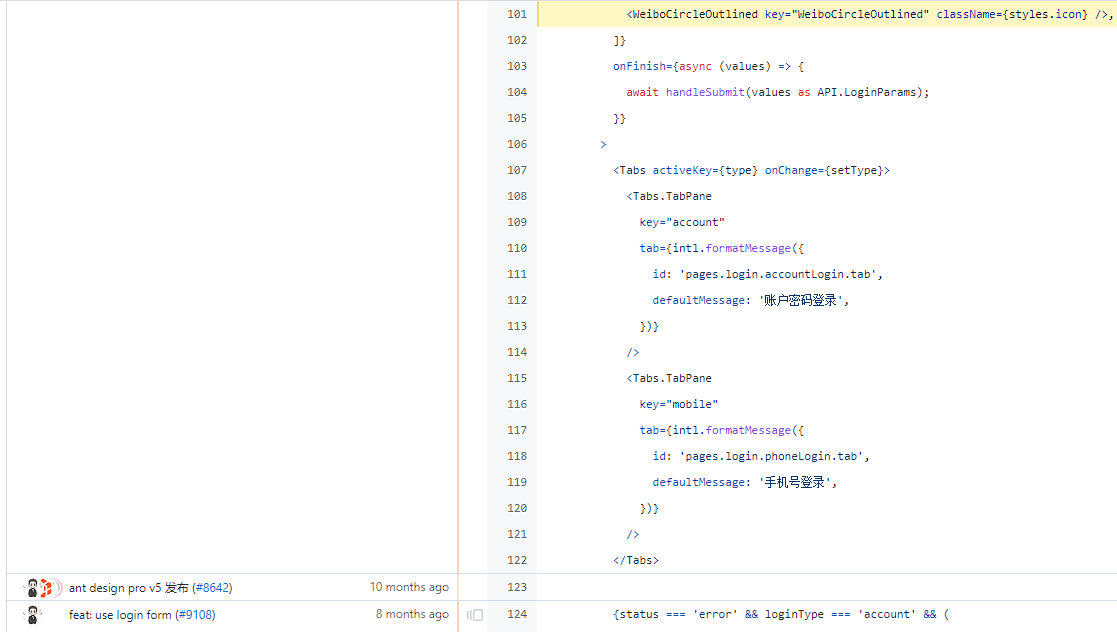 101 <WeiboCircleOutlined key="WeiboCircleOutlined" className={styles.icon} />,
102 ]}
103 onFinish={async (values) => {
104 await handleSubmit(values as API.LoginParams);
105 }}
106 >
107 <Tabs activeKey={type} onChange={setType}>
108 <Tabs.TabPane
109 key="account"
110 tab={intl.formatMessage({
111 id: 'pages.login.accountLogin.tab',
112 defaultMessage: '账户密码登录',
113 })}
114 />
115 <Tabs.TabPane
116 key="mobile"
117 tab={intl.formatMessage({
118 id: 'pages.login.phoneLogin.tab',
119 defaultMessage: '手机号登录',
120 })}
121 />
122 </Tabs>
ant design pro v5 发布 (#8642) 10 months ago 123
feat: use login form (#9108) 8 months ago 124 {status === 'error' && loginType === 'account' && (